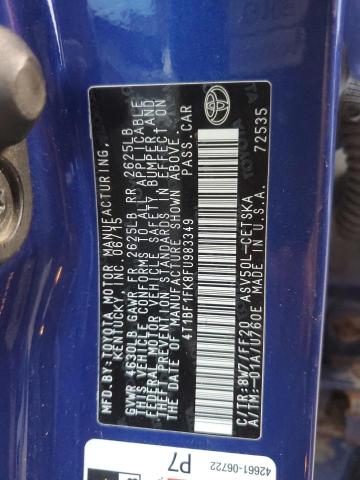 MFD.BY:TOYOTA MOTOR MANUFACTURING,
KENTUCKY, INC. 06/15
GVWR 4630LB GAWR FR 2625LB RR 2625LB
THIS VEHICLE CONFORMS TO ALL APPLICABLE
FEDERAL MOTOR VEHICLE SAFETY, BUMPER AND
THEFT PREVENTION STANDARDS IN EFFECT ON
THE DATE OF MANUFACTURE SHOWN ABOVE.
4T1BF1FK8FU983349 PASS.CAR
C/TR:8W7/FF20 ASV50L-CETSKA
A/TM:-01A/U760E MADE IN U.S.A. 72535
42661-06722
P7